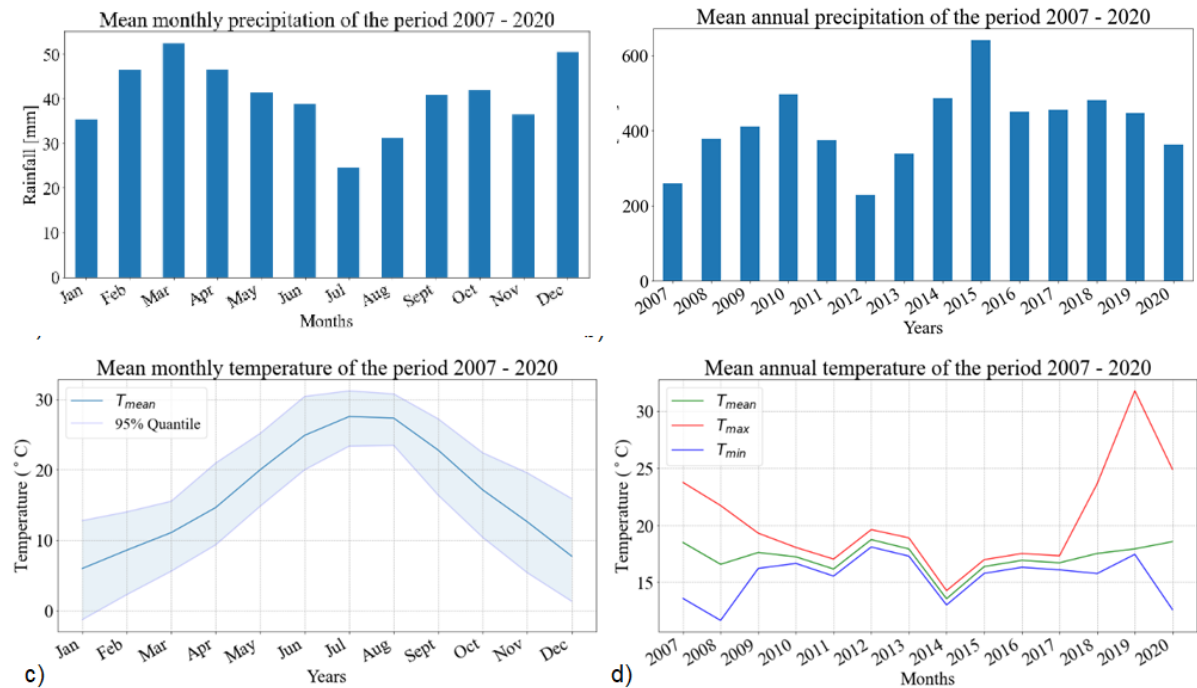 Mean monthly precipitation of the period 2007 - 2020
Rainfall [mm]
50
40
30
20
10
0
Jan Feb Mar Apr May Jun Jul Aug Sept Oct Nov Dec
Months
Mean annual precipitation of the period 2007 - 2020
600
400
200
0
2007 2008 2009 2010 2011 2012 2013 2014 2015 2016 2017 2018 2019 2020
Years
Mean monthly temperature of the period 2007 - 2020
Temperature (°C)
30
20
10
0
T_mean
95% Quantile
Jan Feb Mar Apr May Jun Jul Aug Sept Oct Nov Dec
Years
c)
Mean annual temperature of the period 2007 - 2020
Temperature (°C)
30
25
20
15
T_mean
T_max
T_min
2007 2008 2009 2010 2011 2012 2013 2014 2015 2016 2017 2018 2019 2020
Months
d)